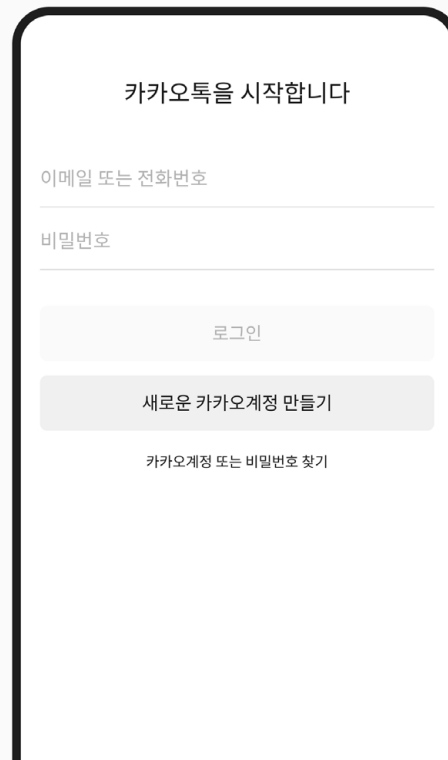 카카오톡을 시작합니다
이메일 또는 전화번호
비밀번호
로그인
새로운 카카오계정 만들기
카카오계정 또는 비밀번호 찾기